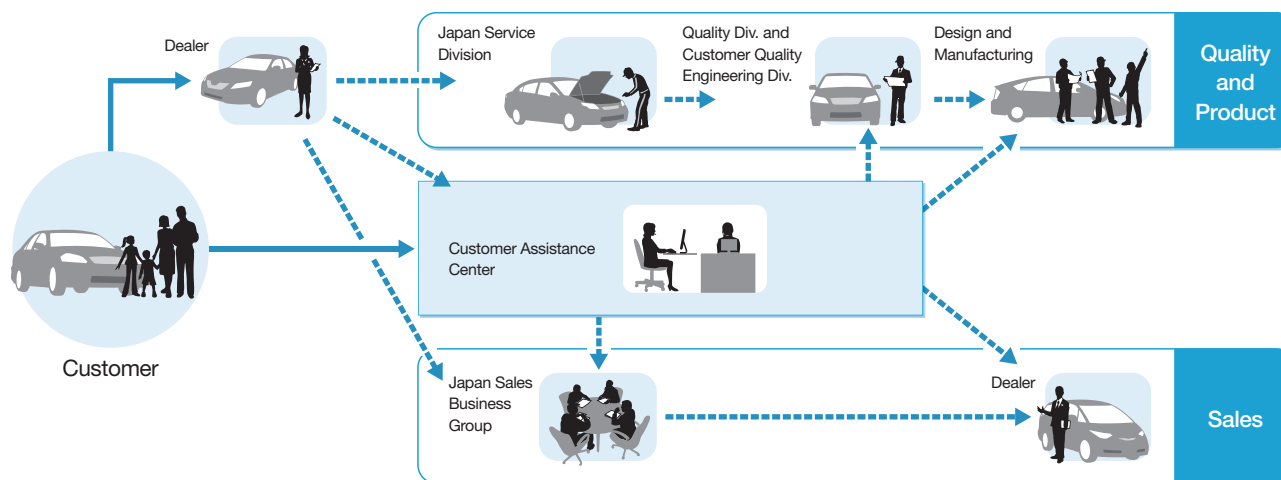 Dealer
Japan Service
Division
Quality Div. and
Customer Quality
Engineering Div.
Design and
Manufacturing
Quality
and
Product
Customer Assistance
Center
Customer
Japan Sales
Business
Group
Dealer
Sales